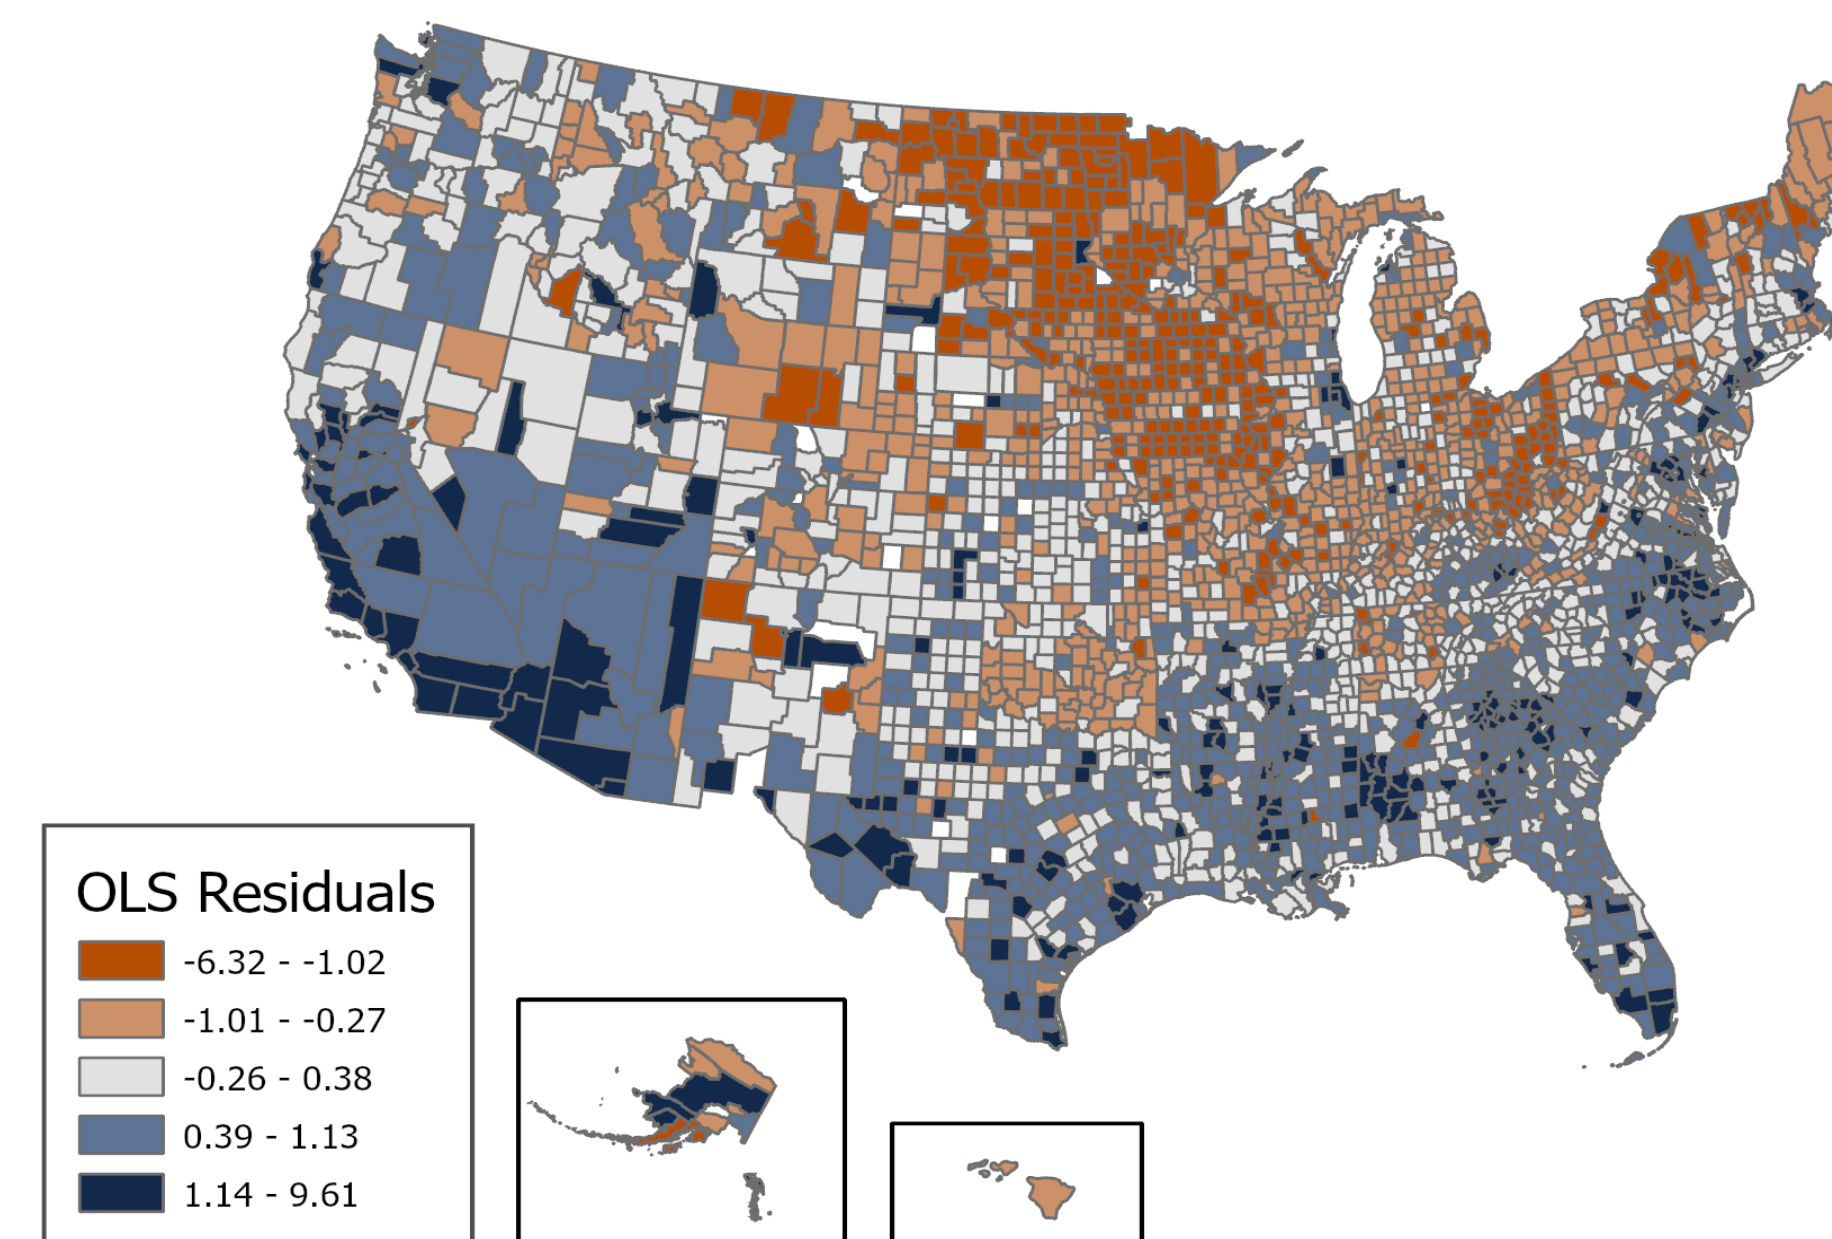 OLS Residuals
-6.32 - -1.02
-1.01 - -0.27
-0.26 - 0.38
0.39 - 1.13
1.14 - 9.61